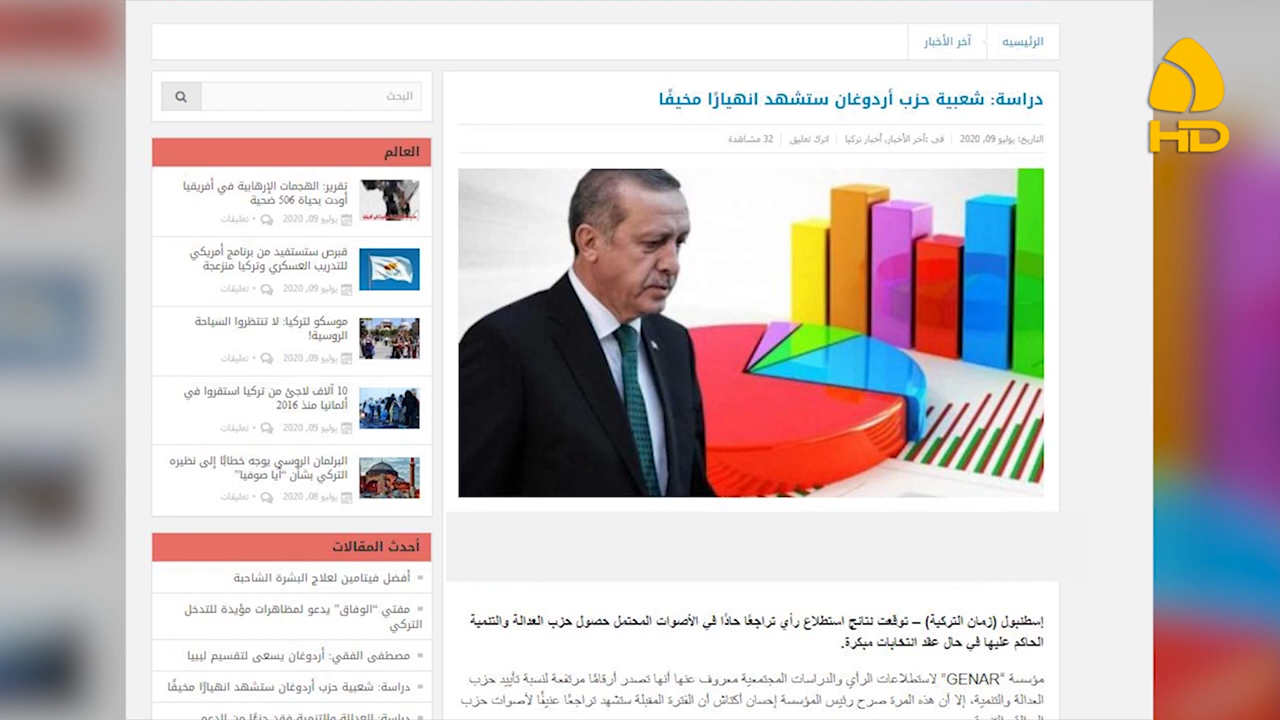 الرئيسيه
آخر الأخبار
دراسة: شعبية حزب أردوغان ستشهد انهيارًا مخيفًا
التاريخ: يوليو 09, 2020
فى :آخر الأخبار, أخبار تركيا
اترك تعليق
32 مشاهدة
إسطنبول (زمان التركية) – توقعت نتائج استطلاع رأي تراجعًا حادًا في الأصوات المحتمل حصول حزب العدالة والتنمية
الحاكم عليها في حال عقد انتخابات مبكرة.
مؤسسة "GENAR" لاستطلاعات الرأي والدراسات المجتمعية معروف عنها أنها تصدر أرقامًا مرتفعة لنسبة تأييد حزب
العدالة والتنمية، إلا أن هذه المرة صرح رئيس المؤسسة إحسان أكتاش أن الفترة المقبلة ستشهد تراجعًا عنيفًا لأصوات حزب
البحث
العالم
تقرير: الهجمات الإرهابية في أفريقيا
أودت بحياة 506 ضحية
يوليو 09, 2020 • تعليقات
قبرص ستستفيد من برنامج أمريكي
للتدريب العسكري وتركيا منزعجة
يوليو 09, 2020 • تعليقات
موسكو لتركيا: لا تنتظروا السياحة
الروسية!
يوليو 09, 2020 • تعليقات
10 آلاف لاجئ من تركيا استقروا في
ألمانيا منذ 2016
يوليو 09, 2020 • تعليقات
البرلمان الروسي يوجه خطابًا إلى نظيره
التركي بشأن "آيا صوفيا"
يوليو 08, 2020 • تعليقات
أحدث المقالات
أفضل فيتامين لعلاج البشرة الشاحبة
مفتي "الوفاق" يدعو لمظاهرات مؤيدة للتدخل
التركي
مصطفى الفقي: أردوغان يسعى لتقسيم ليبيا
دراسة: شعبية حزب أردوغان ستشهد انهيارًا مخيفًا
HD